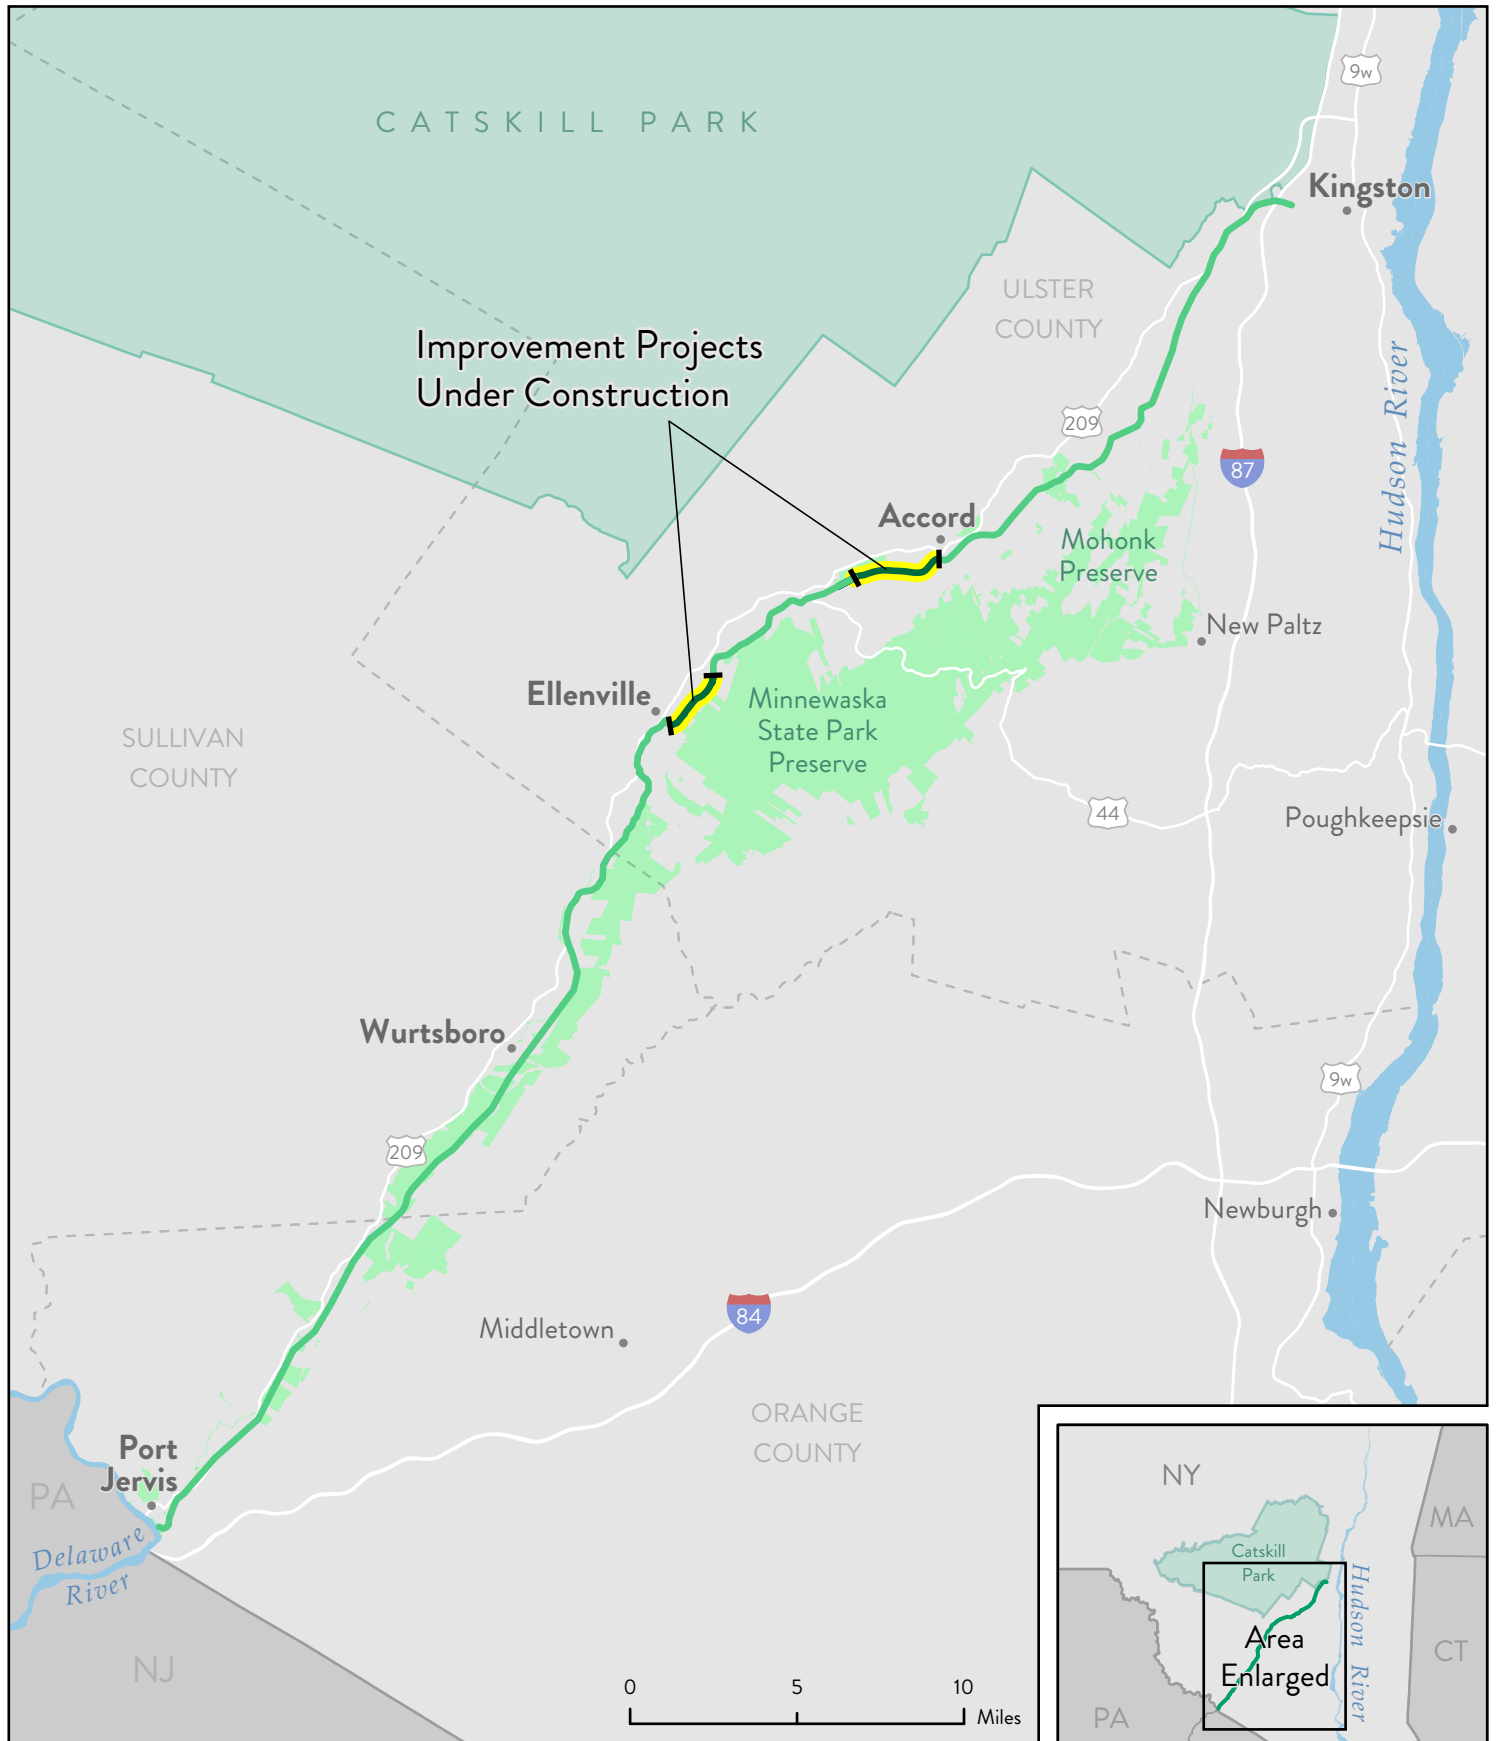 9w
CATSKILL PARK
Kingston
ULSTER
COUNTY
Improvement Projects
Under Construction
Hudson River
209
87
Accord
Mohonk
Preserve
New Paltz
Ellenville
Minnewaska
State Park
Preserve
SULLIVAN
COUNTY
44
Poughkeepsie
Wurtsboro
9w
209
Newburgh
84
Middletown
ORANGE
COUNTY
Port
Jervis
PA
Delaware
River
NJ
0 5 10
Miles
NY
MA
Catskill
Park
Hudson River
Area
Enlarged
CT
PA